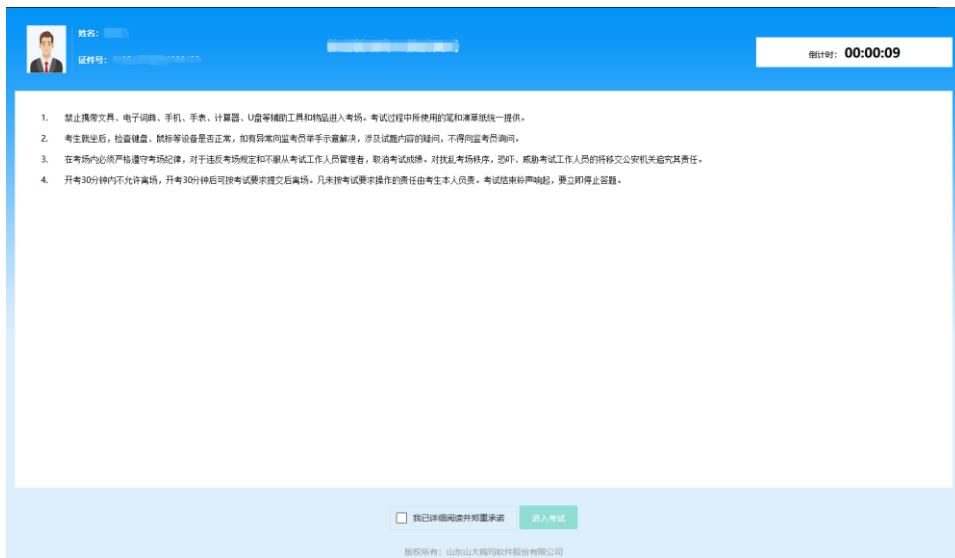 姓名：
证件号：
倒计时： 00:00:09
1. 禁止携带文具、电子词典、手机、手表、计算器、U盘等辅助工具和物品进入考场。考试过程中所使用的笔和演草纸统一提供。
2. 考生就坐后，检查键盘、鼠标等设备是否正常，如有异常向监考员举手示意解决，涉及试题内容的疑问，不得向监考员询问。
3. 在考场内必须严格遵守考场纪律，对于违反考场规定和不服从考试工作人员管理者，取消考试成绩。对扰乱考场秩序，恐吓、威胁考试工作人员的将移交公安机关追究其责任。
4. 开考30分钟内不允许离场，开考30分钟后可按考试要求提交后离场。凡未按考试要求操作的责任由考生本人负责。考试结束铃声响起，要立即停止答题。
我已详细阅读并郑重承诺 进入考试
版权所有：山东山大鸥玛软件股份有限公司